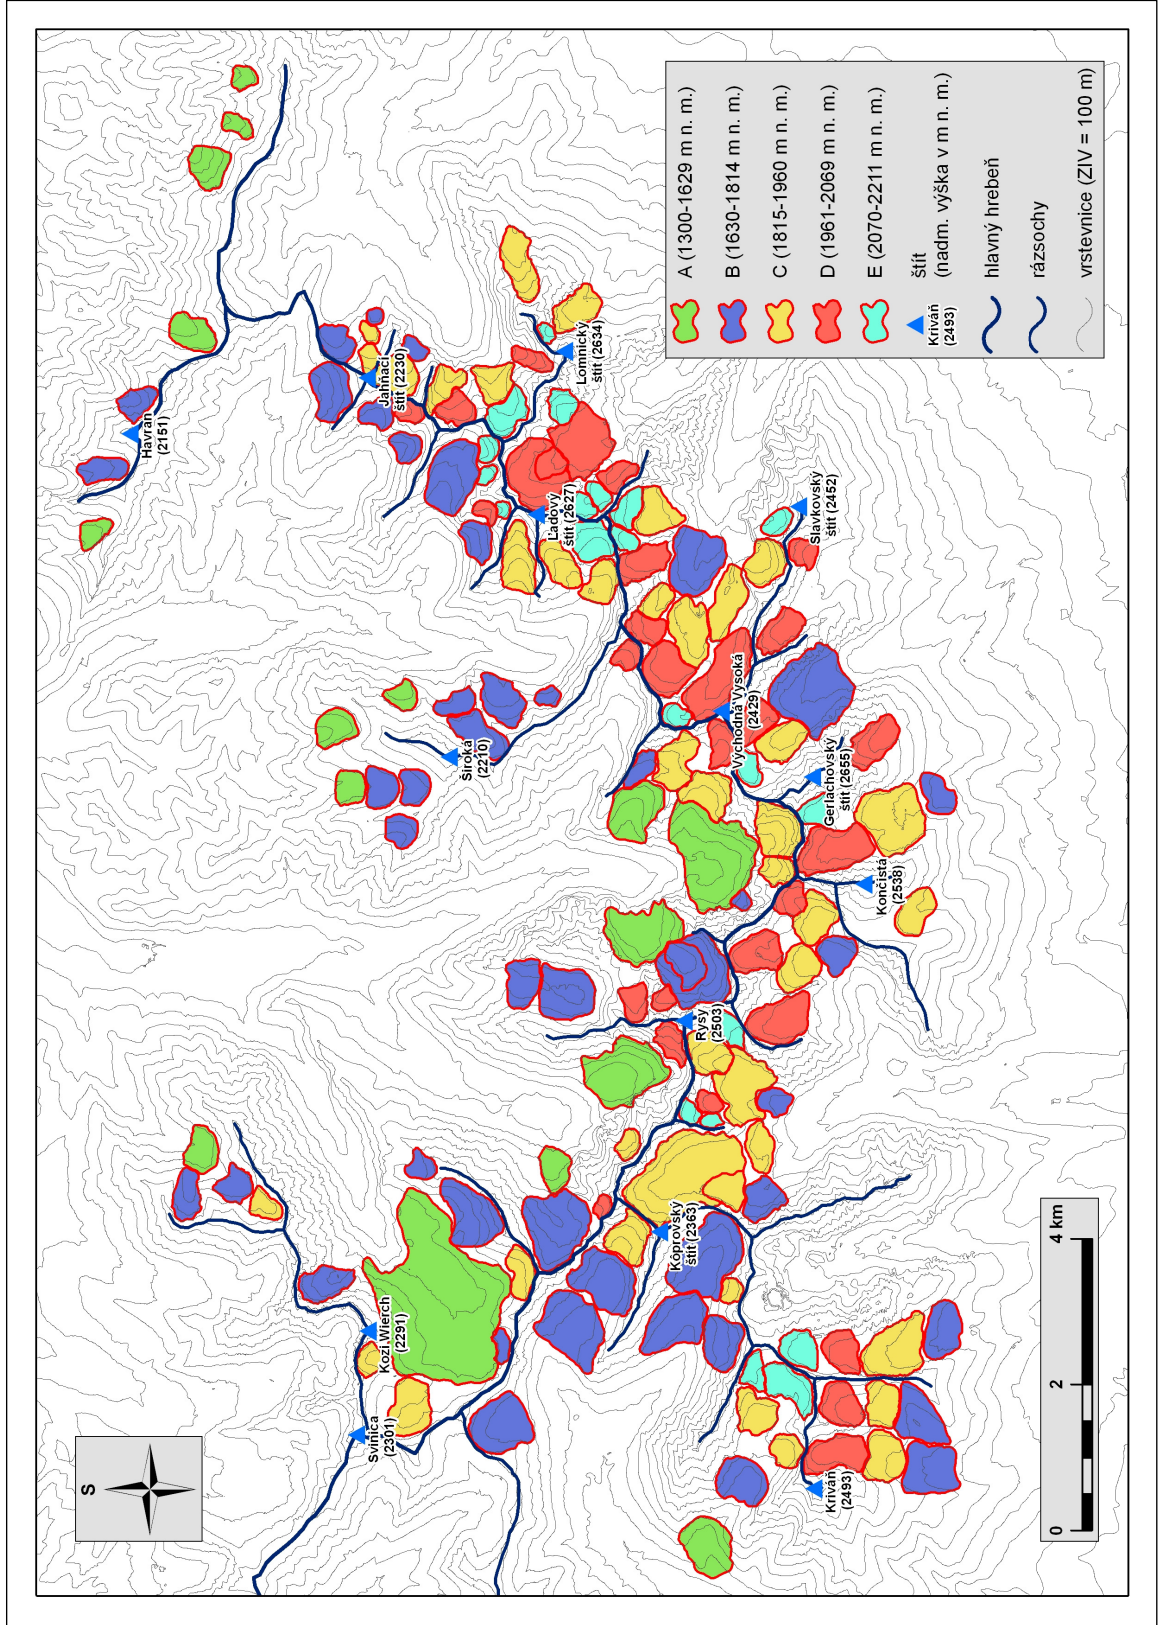 S
Havran
(2151)
Jahňací
štít (2230)
Lomnický
štít (2634)
Ľadový
štít (2627)
Slavkovský
štít (2452)
Široká
(2210)
Východná Vysoká
(2429)
Gerlachovský
štít (2655)
Končistá
(2538)
Rysy
(2503)
Kôprovský
štít (2363)
Kozi Wierch
(2291)
Svinica
(2301)
Kriváň
(2493)
A (1300-1629 m n. m.)
B (1630-1814 m n. m.)
C (1815-1960 m n. m.)
D (1961-2069 m n. m.)
E (2070-2211 m n. m.)
Kriváň
(2493)
štít
(nadm. výška v m n. m.)
hlavný hrebeň
rázsochy
vrstevnice (ZIV = 100 m)
0 2 4 km